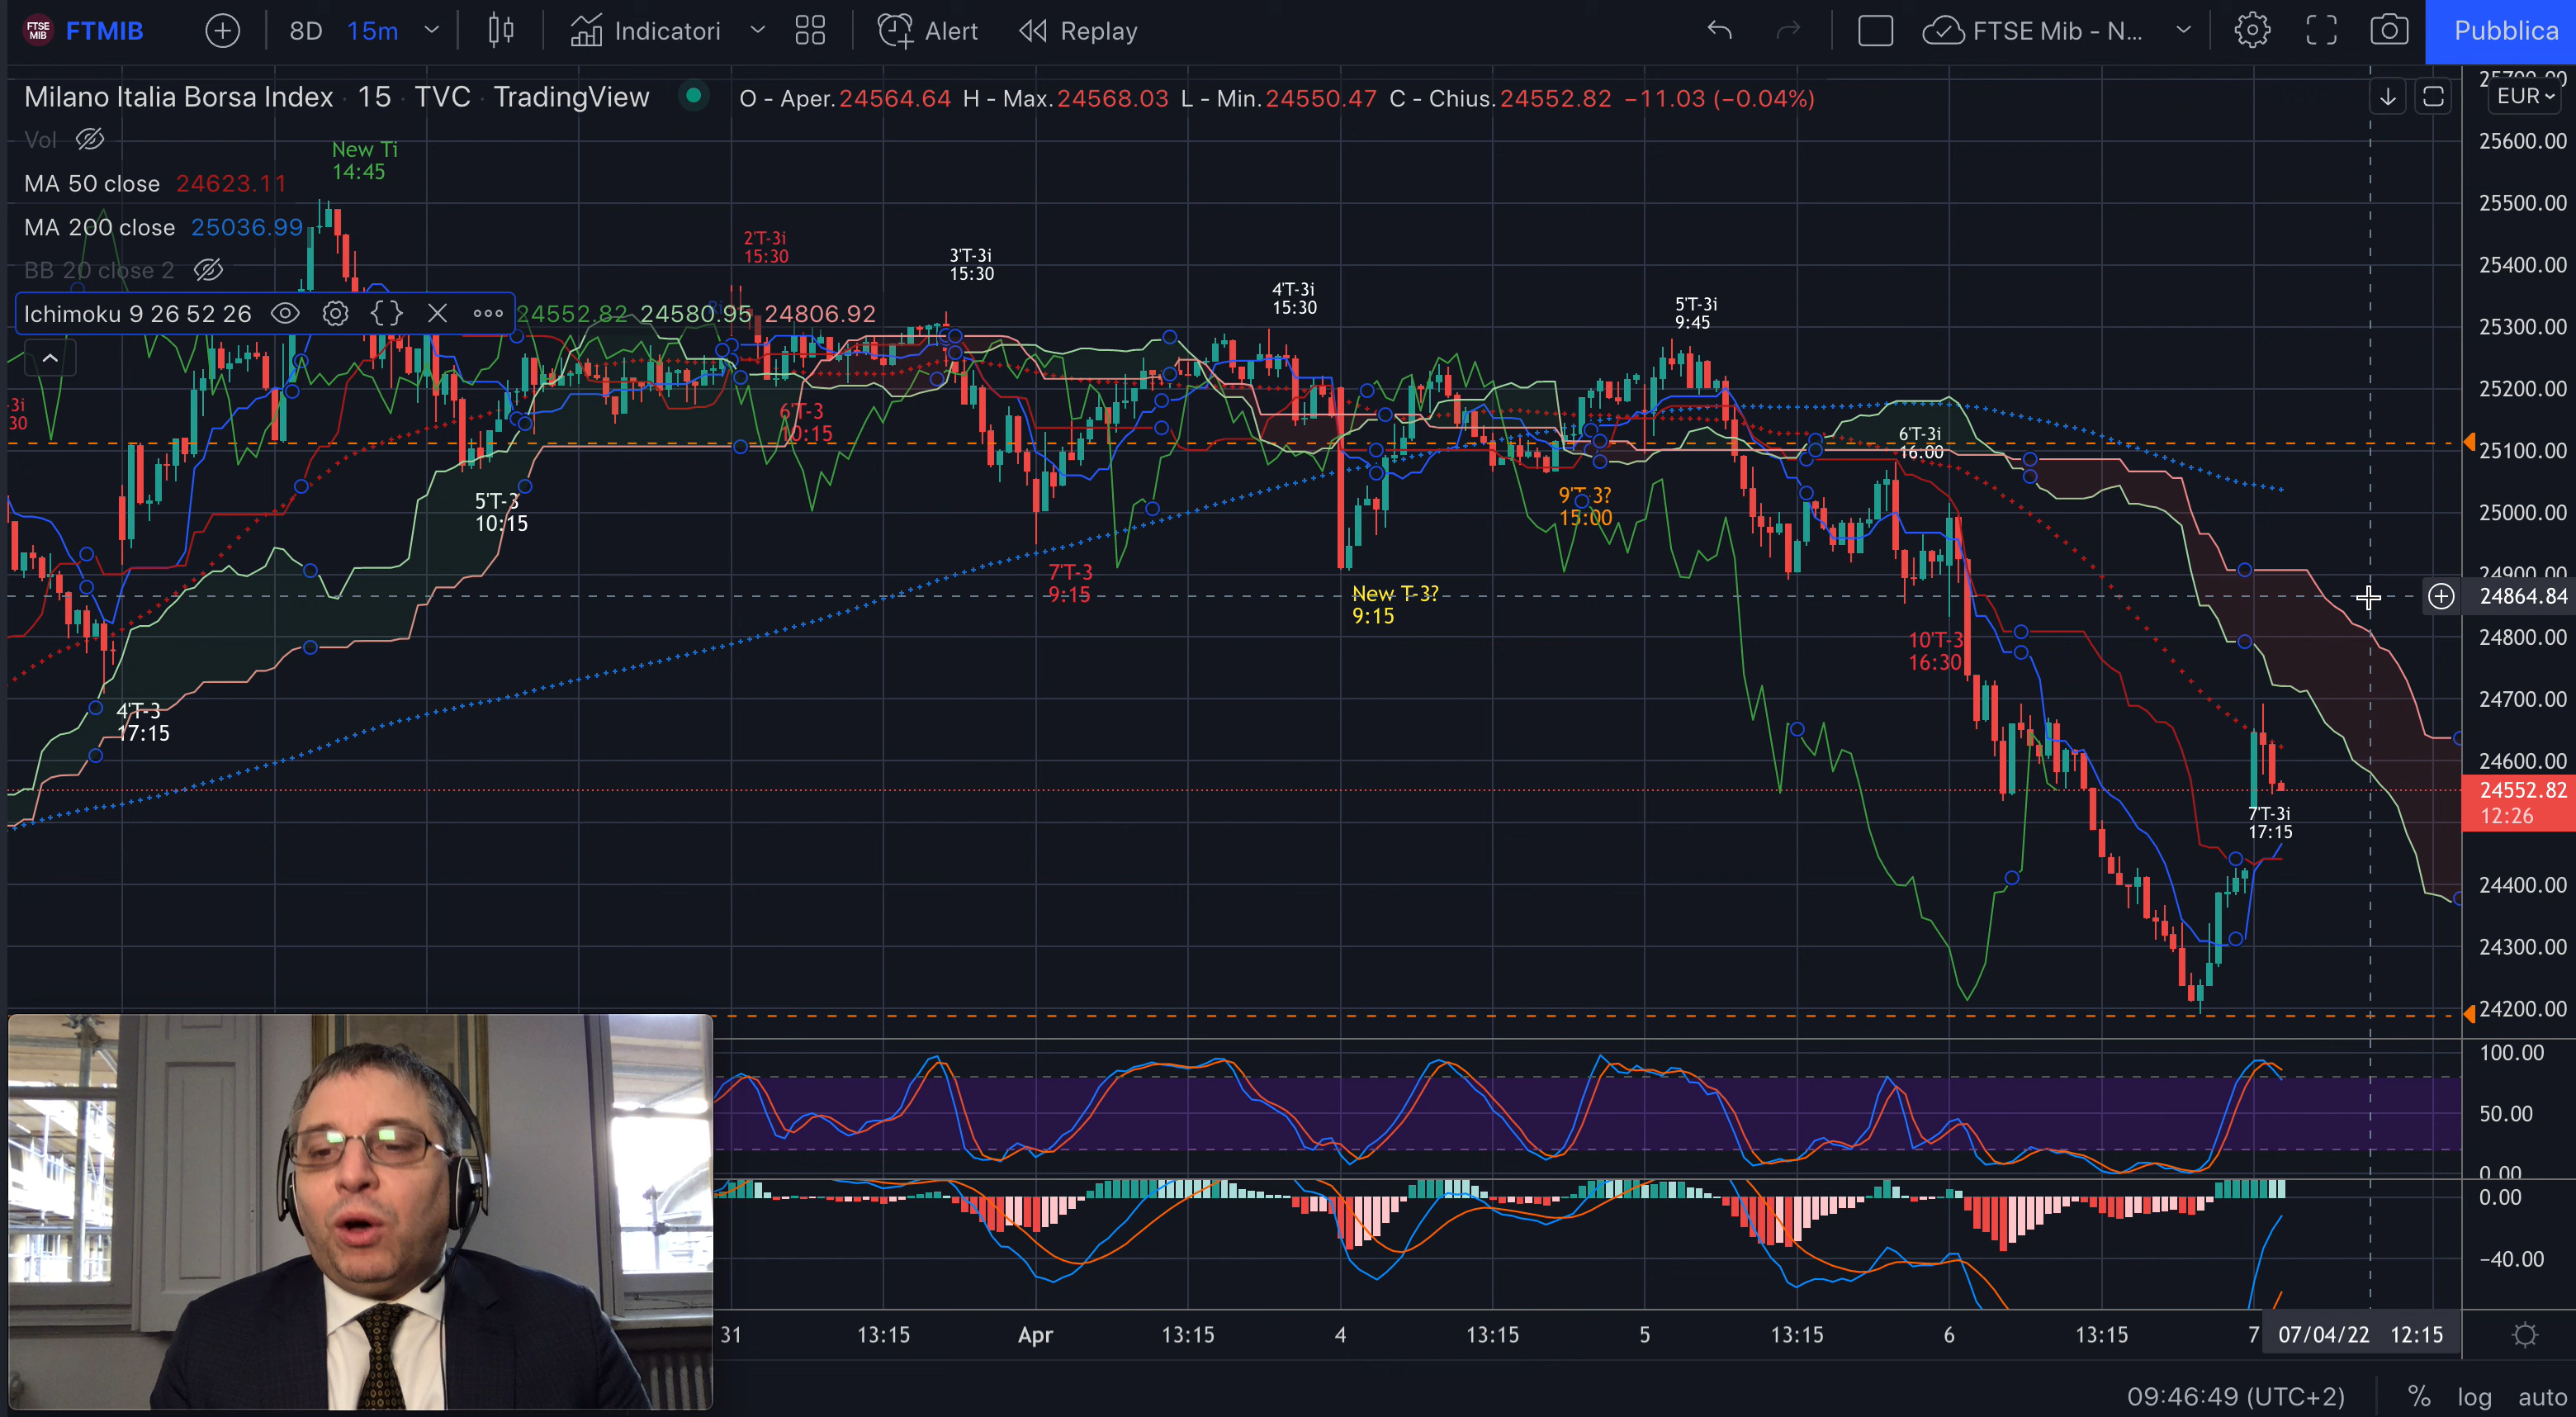 FTSE MIB FTMIB 8D 15m Indicatori Alert Replay FTSE Mib - N... Pubblica
Milano Italia Borsa Index · 15 · TVC · TradingView O - Aper.24564.64 H - Max.24568.03 L - Min.24550.47 C - Chius.24552.82 −11.03 (−0.04%)
EUR
Vol
MA 50 close 24623.11
MA 200 close 25036.99
BB 20 close 2
Ichimoku 9 26 52 26 24552.82 24580.95 24806.92
New Ti
14:45
2'T-3i
15:30
3'T-3i
15:30
4'T-3i
15:30
5'T-3i
9:45
-3i
30
6'T-3
10:15
6'T-3i
16:00
5'T-3
10:15
9'T-3?
15:00
7'T-3
9:15
New T-3?
9:15
10'T-3
16:30
4'T-3
17:15
7'T-3i
17:15
25700.00
25600.00
25500.00
25400.00
25300.00
25200.00
25100.00
25000.00
24900.00
24864.84
24800.00
24700.00
24600.00
24552.82
12:26
24400.00
24300.00
24200.00
100.00
50.00
0.00
0.00
−40.00
31 13:15 Apr 13:15 4 13:15 5 13:15 6 13:15 7 07/04/22 12:15
09:46:49 (UTC+2) % log auto